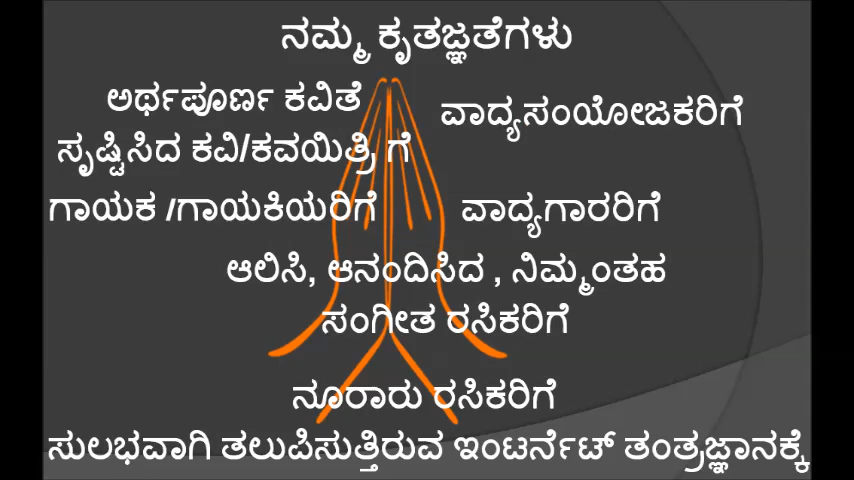 ನಮ್ಮ ಕೃತಜ್ಞತೆಗಳು
ಅರ್ಥಪೂರ್ಣ ಕವಿತೆ
ಸೃಷ್ಟಿಸಿದ ಕವಿ/ಕವಯಿತ್ರಿ ಗೆ
ವಾದ್ಯಸಂಯೋಜಕರಿಗೆ
ಗಾಯಕ /ಗಾಯಕಿಯರಿಗೆ
ವಾದ್ಯಗಾರರಿಗೆ
ಆಲಿಸಿ, ಆನಂದಿಸಿದ , ನಿಮ್ಮಂತಹ
ಸಂಗೀತ ರಸಿಕರಿಗೆ
ನೂರಾರು ರಸಿಕರಿಗೆ
ಸುಲಭವಾಗಿ ತಲುಪಿಸುತ್ತಿರುವ ಇಂಟರ್ನೆಟ್ ತಂತ್ರಜ್ಞಾನಕ್ಕೆ